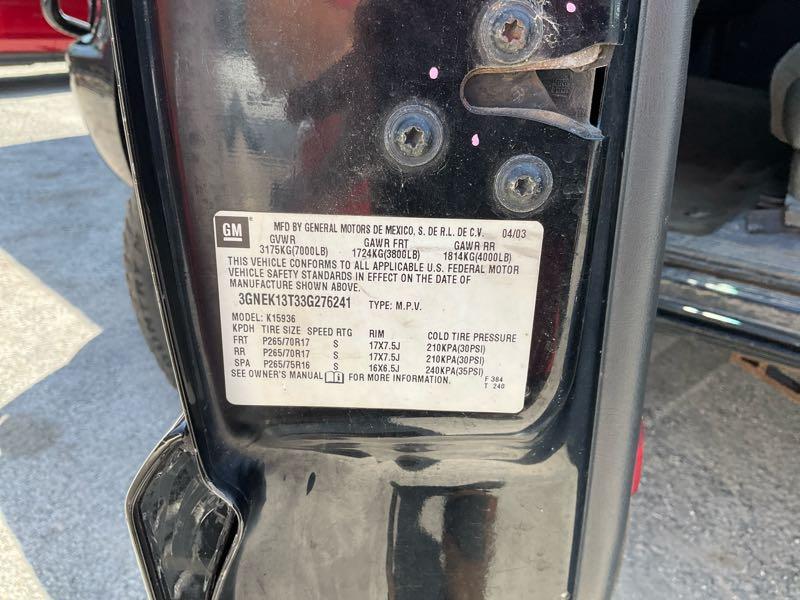 GM
MFD BY GENERAL MOTORS DE MEXICO, S. DE R.L. DE C.V. 04/03
GVWR GAWR FRT GAWR RR
3175KG(7000LB) 1724KG(3800LB) 1814KG(4000LB)
THIS VEHICLE CONFORMS TO ALL APPLICABLE U.S. FEDERAL MOTOR
VEHICLE SAFETY STANDARDS IN EFFECT ON THE DATE OF
MANUFACTURE SHOWN ABOVE.
3GNEK13T33G276241 TYPE: M.P.V.
MODEL: K15936
KPDH TIRE SIZE SPEED RTG RIM COLD TIRE PRESSURE
FRT P265/70R17 S 17X7.5J 210KPA(30PSI)
RR P265/70R17 S 17X7.5J 210KPA(30PSI)
SPA P265/75R16 S 16X6.5J 240KPA(35PSI)
SEE OWNER'S MANUAL FOR MORE INFORMATION.
F 384
T 240